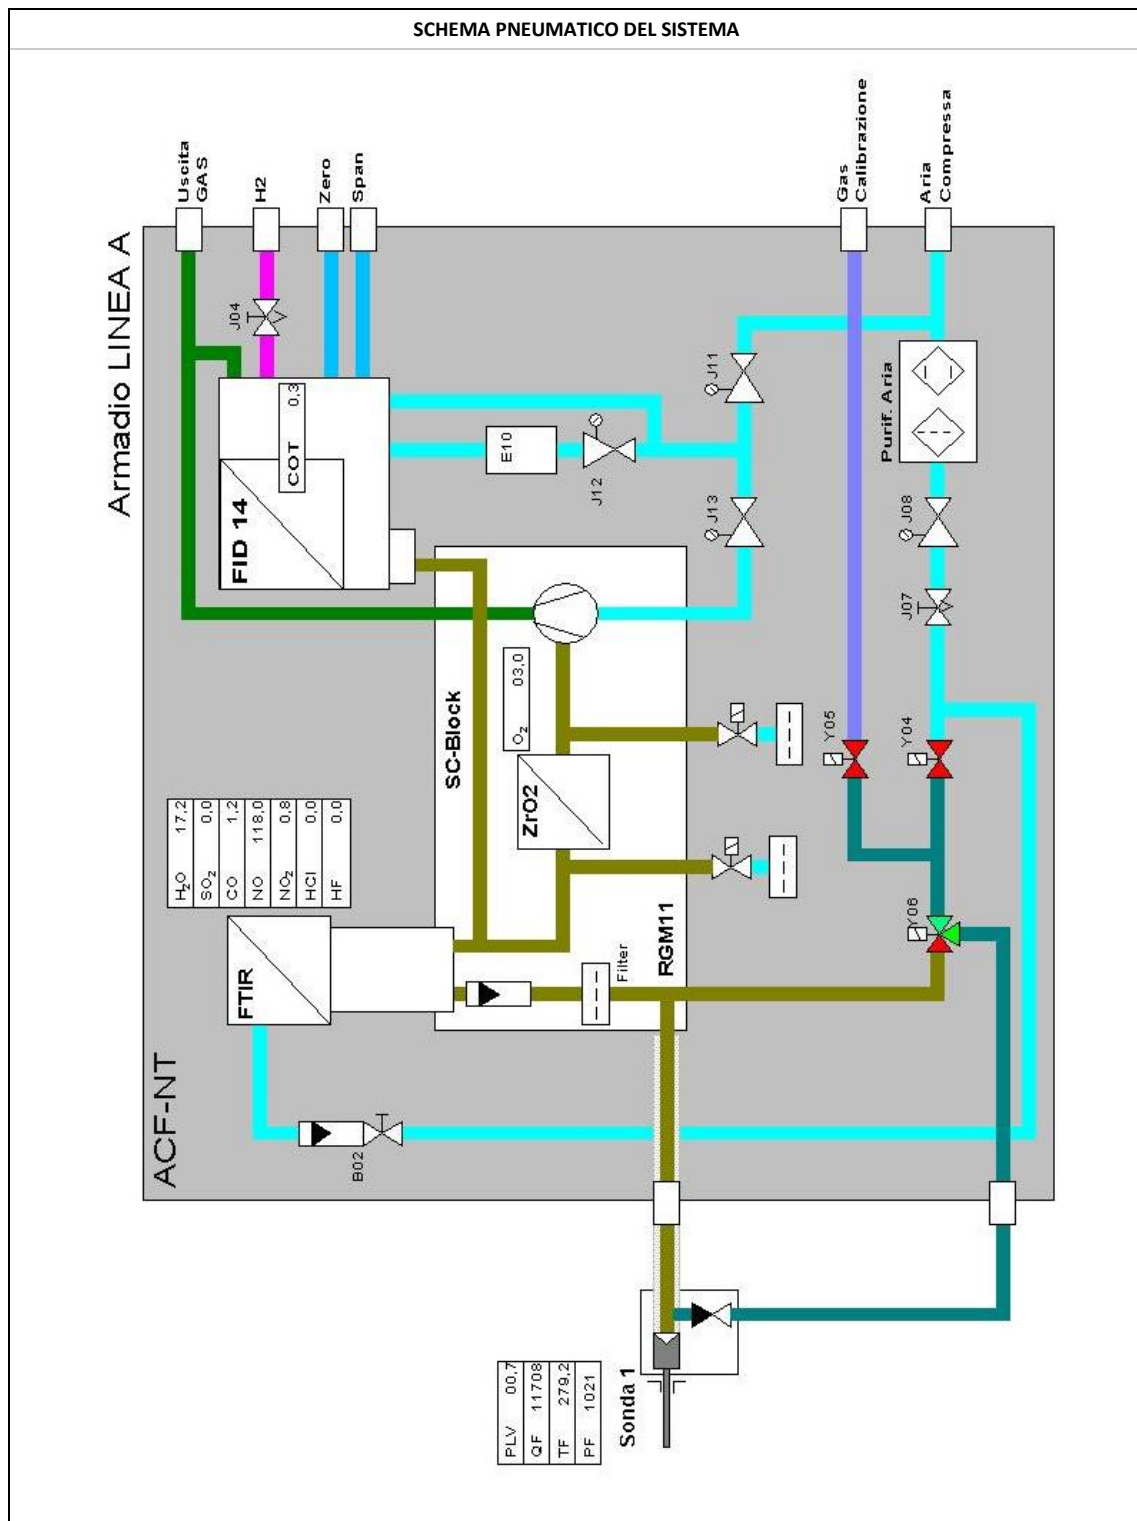 SCHEMA PNEUMATICO DEL SISTEMA
Armadio LINEA A
ACF-NT
Uscita
GAS
H2
Zero
Span
Gas
Calibrazione
Aria
Compressa
J04
COT 0,3
FID 14
E10
J12
J11
J13
Purif. Aria
J08
J07
SC-Block
O₂ 03,0
ZrO2
RGM11
Filter
Y05
Y04
Y06
H₂O 17,2
SO₂ 0,0
CO 1,2
NO 118,0
NO₂ 0,8
HCl 0,0
HF 0,0
FTIR
B02
PLV 00,7
QF 11708
TF 279,2
PF 1021
Sonda 1